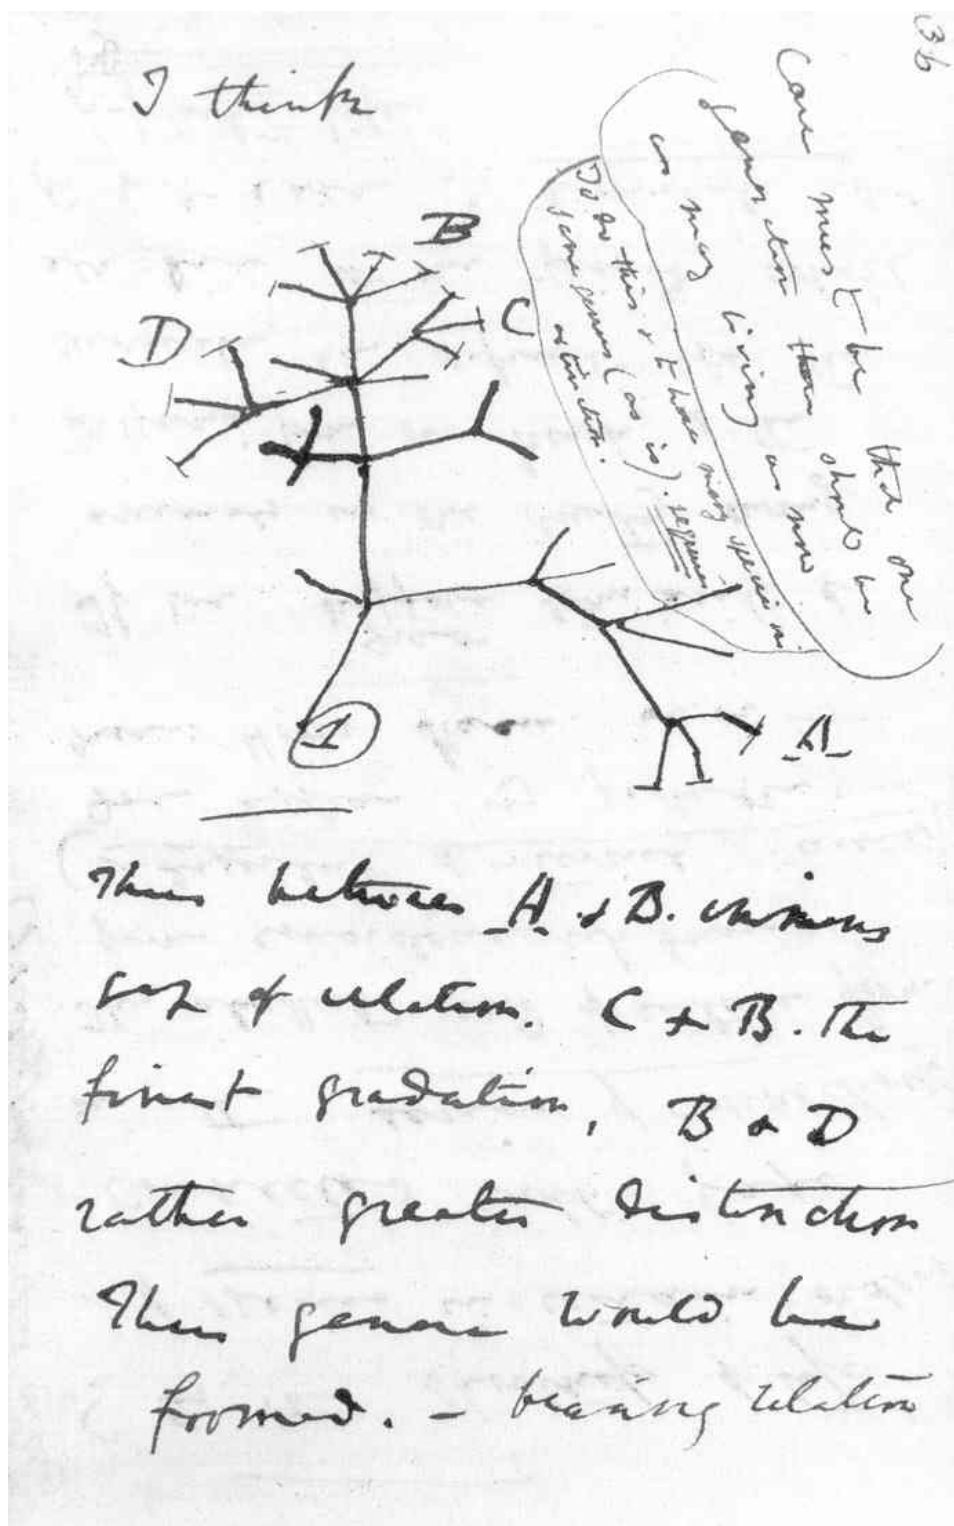 36
I think
Case must be that one
generation then should be
as many living as now
To do this & to have many species in
same genus (as is). requires
extinction.
B
C
D
A
1
Thus between A & B. immens
gap of relation. C & B. The
finest gradation, B & D
rather greater distinction
Thus genera would be
formed. — bearing relation